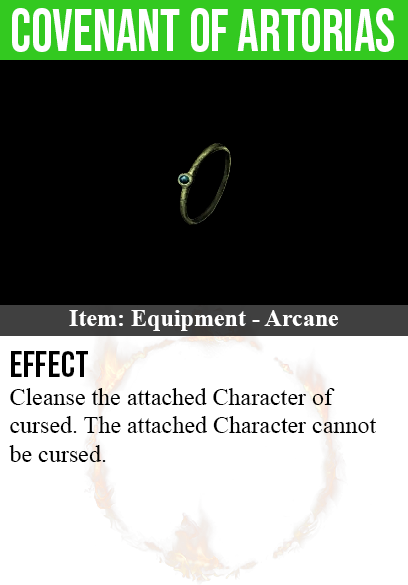 COVENANT OF ARTORIAS
Item: Equipment - Arcane
EFFECT
Cleanse the attached Character of
cursed. The attached Character cannot
be cursed.